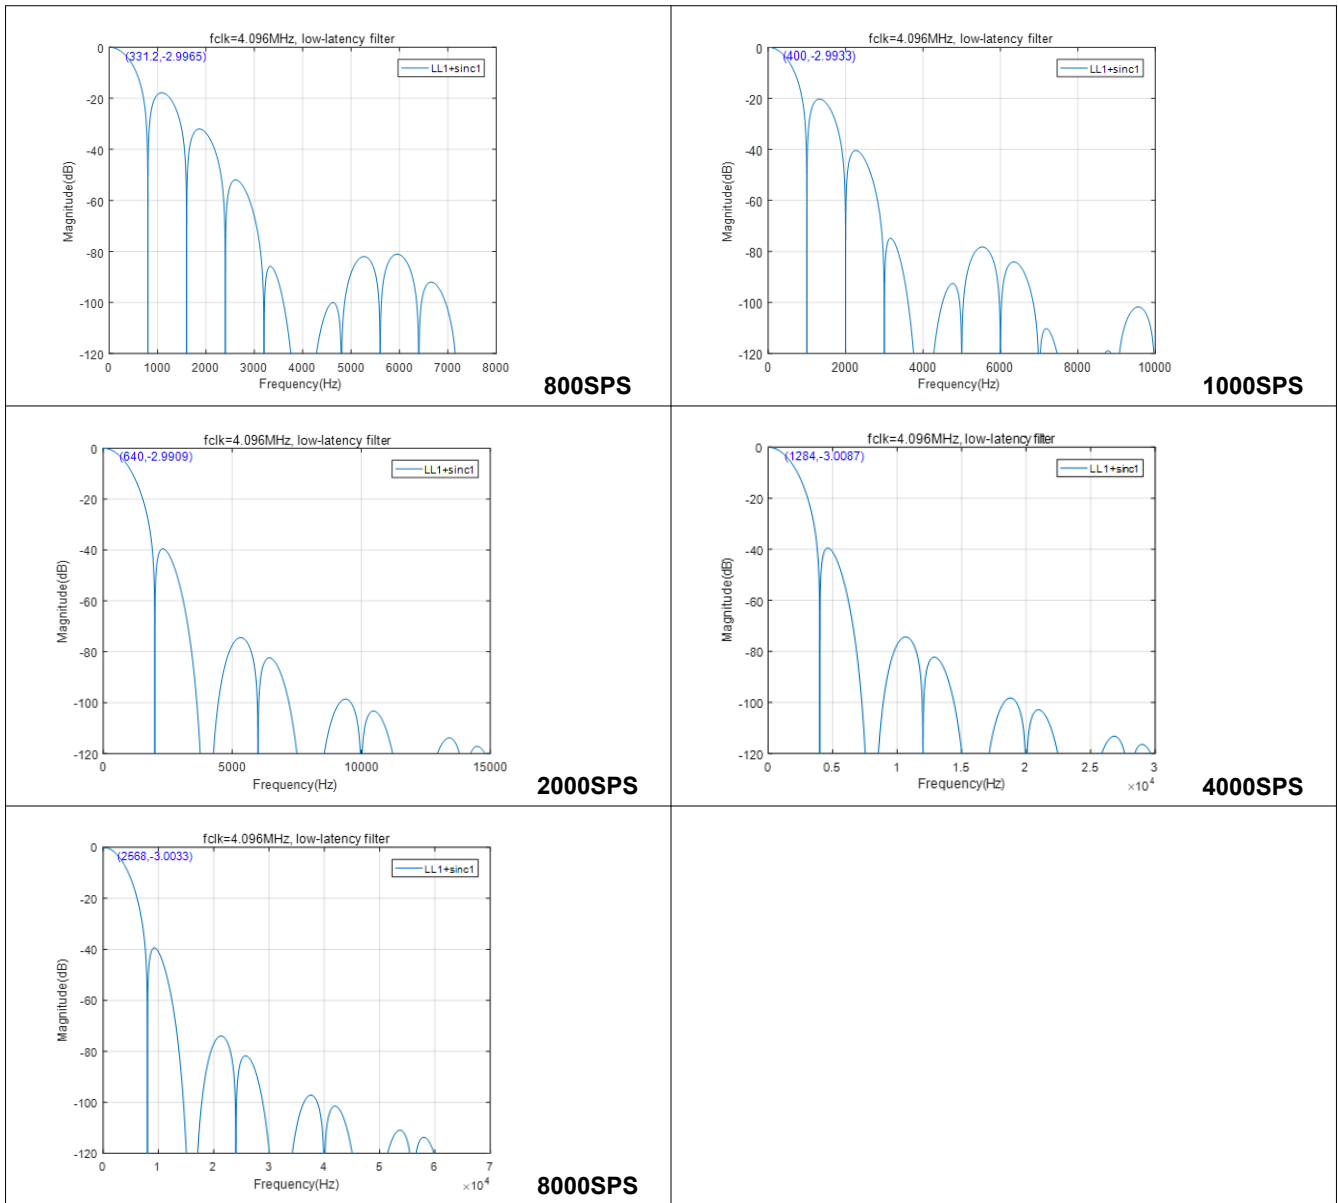 fclk=4.096MHz, low-latency filter
(331.2,-2.9965)
LL1+sinc1
0
-20
-40
-60
-80
-100
-120
Magnitude(dB)
0 1000 2000 3000 4000 5000 6000 7000 8000
Frequency(Hz)
800SPS
fclk=4.096MHz, low-latency filter
(400,-2.9933)
LL1+sinc1
0
-20
-40
-60
-80
-100
-120
Magnitude(dB)
0 2000 4000 6000 8000 10000
Frequency(Hz)
1000SPS
fclk=4.096MHz, low-latency filter
(640,-2.9909)
LL1+sinc1
0
-20
-40
-60
-80
-100
-120
Magnitude(dB)
0 5000 10000 15000
Frequency(Hz)
2000SPS
fclk=4.096MHz, low-latency filter
(1284,-3.0087)
LL1+sinc1
0
-20
-40
-60
-80
-100
-120
Magnitude(dB)
0 0.5 1 1.5 2 2.5 3
×10⁴
Frequency(Hz)
4000SPS
fclk=4.096MHz, low-latency filter
(2568,-3.0033)
LL1+sinc1
0
-20
-40
-60
-80
-100
-120
Magnitude(dB)
0 1 2 3 4 5 6 7
×10⁴
Frequency(Hz)
8000SPS